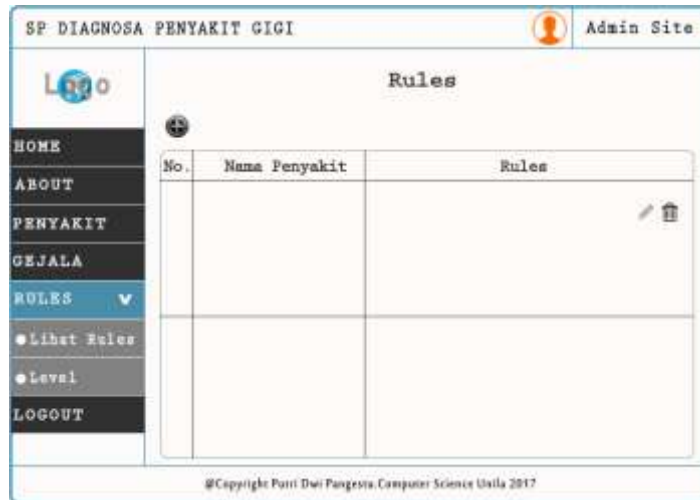 SP DIAGNOSA PENYAKIT GIGI
Admin Site
Logo
Rules
HOME
ABOUT
PENYAKIT
GEJALA
RULES
Lihat Rules
Level
LOGOUT
No. Nama Penyakit Rules
@Copyright Putri Dwi Pangestu.Computer Science Unila 2017